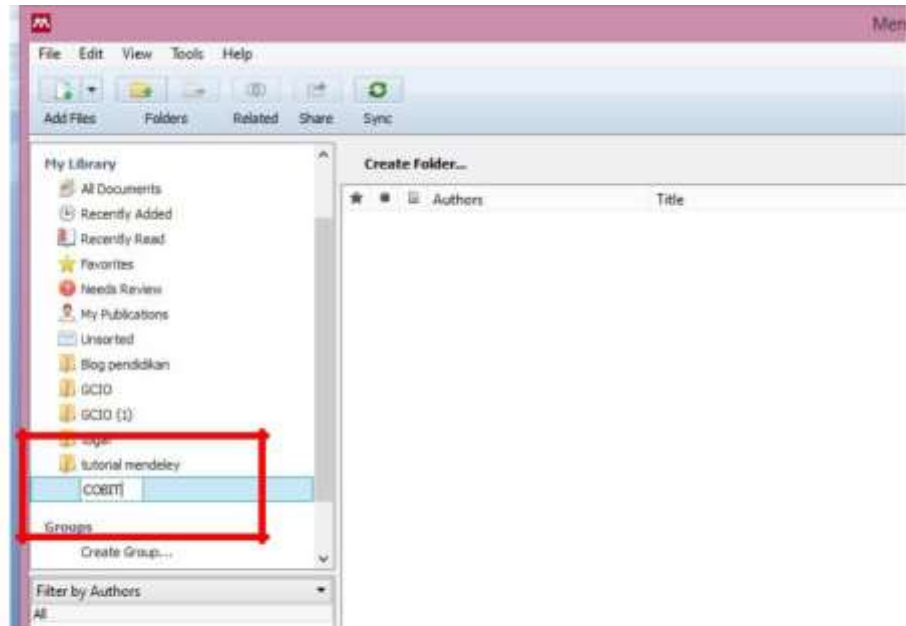 Men
File Edit View Tools Help
Add Files Folders Related Share Sync
My Library
Create Folder...
All Documents
Authors Title
Recently Added
Recently Read
Favorites
Needs Review
My Publications
Unsorted
Blog pendidikan
GCIO
GCIO (1)
tutorial mendeley
COBIT
Groups
Create Group...
Filter by Authors
All